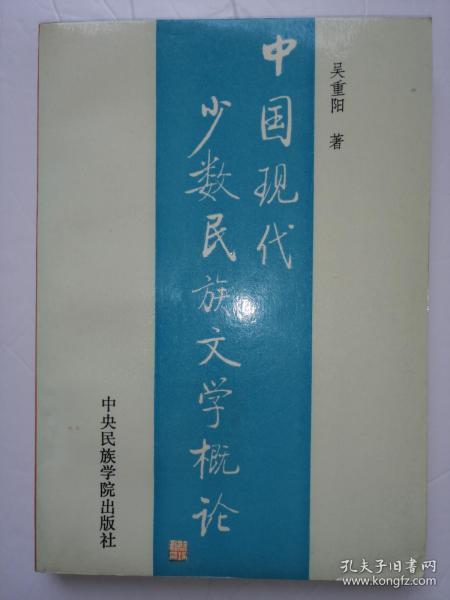 吴重阳 著
中国现代
少数民族文学概论
中央民族学院出版社
孔夫子旧书网
www.kongfz.com